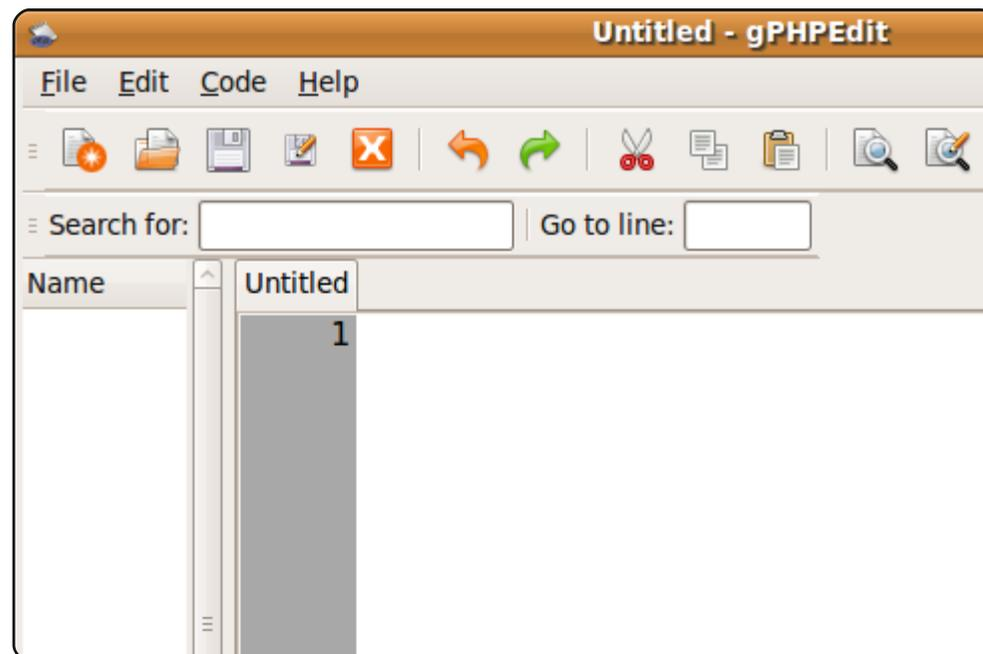 Untitled - gPHPEdit
File Edit Code Help
Search for: Go to line:
Name Untitled
1